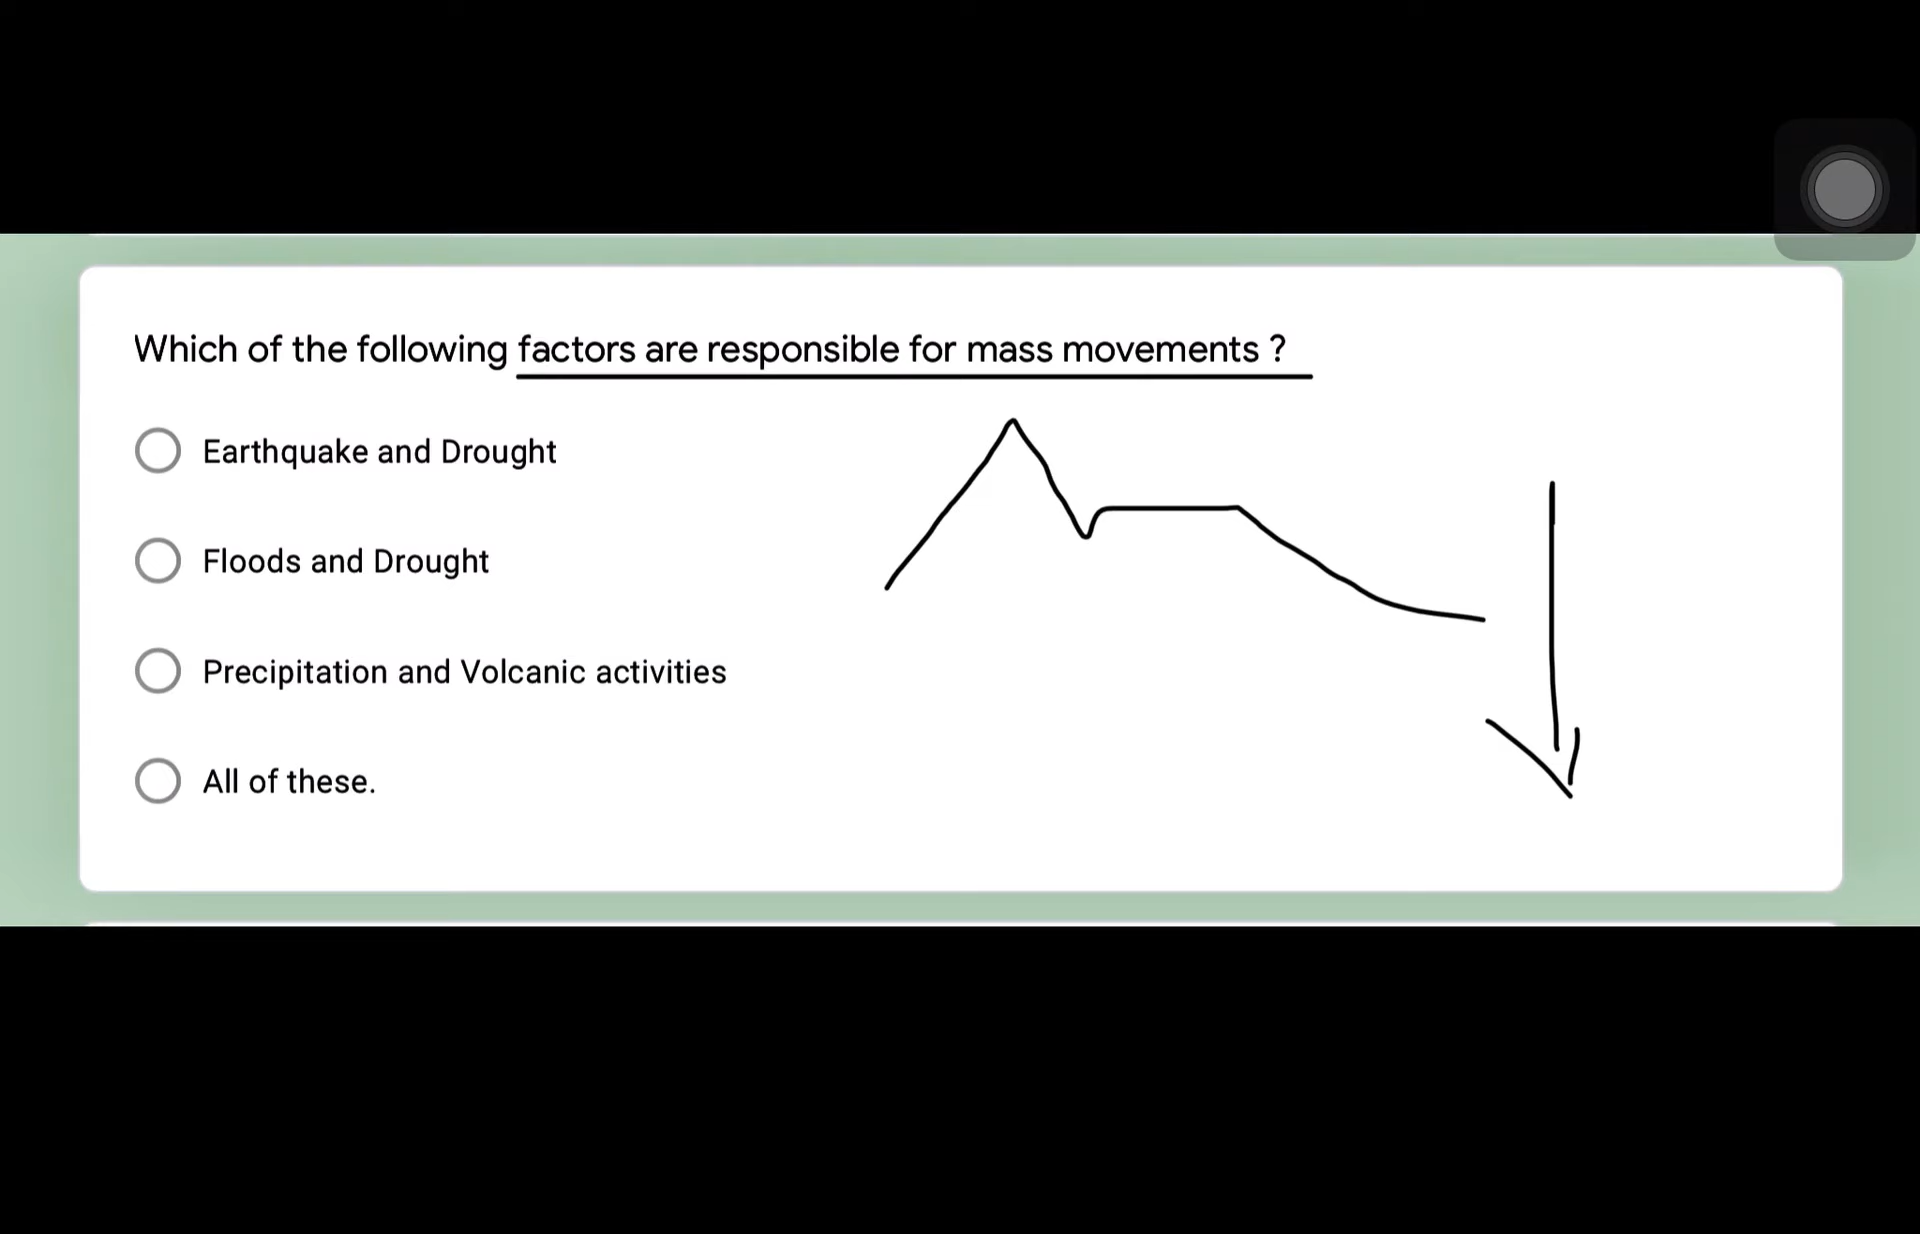 Which of the following factors are responsible for mass movements ?
Earthquake and Drought
Floods and Drought
Precipitation and Volcanic activities
All of these.